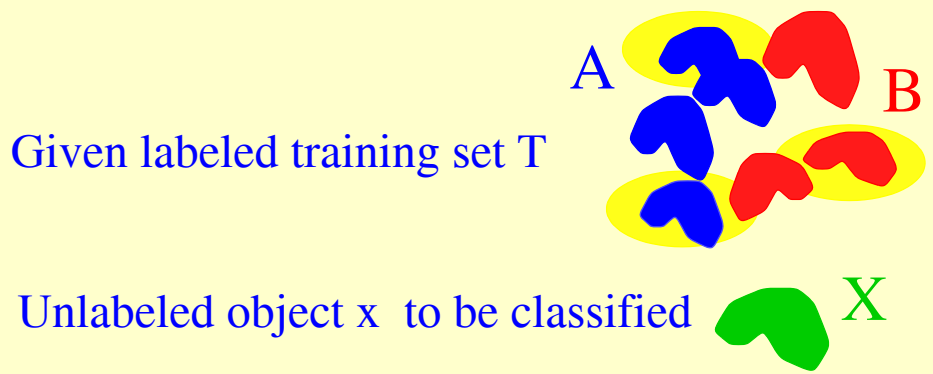 A
B
Given labeled training set T
Unlabeled object x to be classified
X